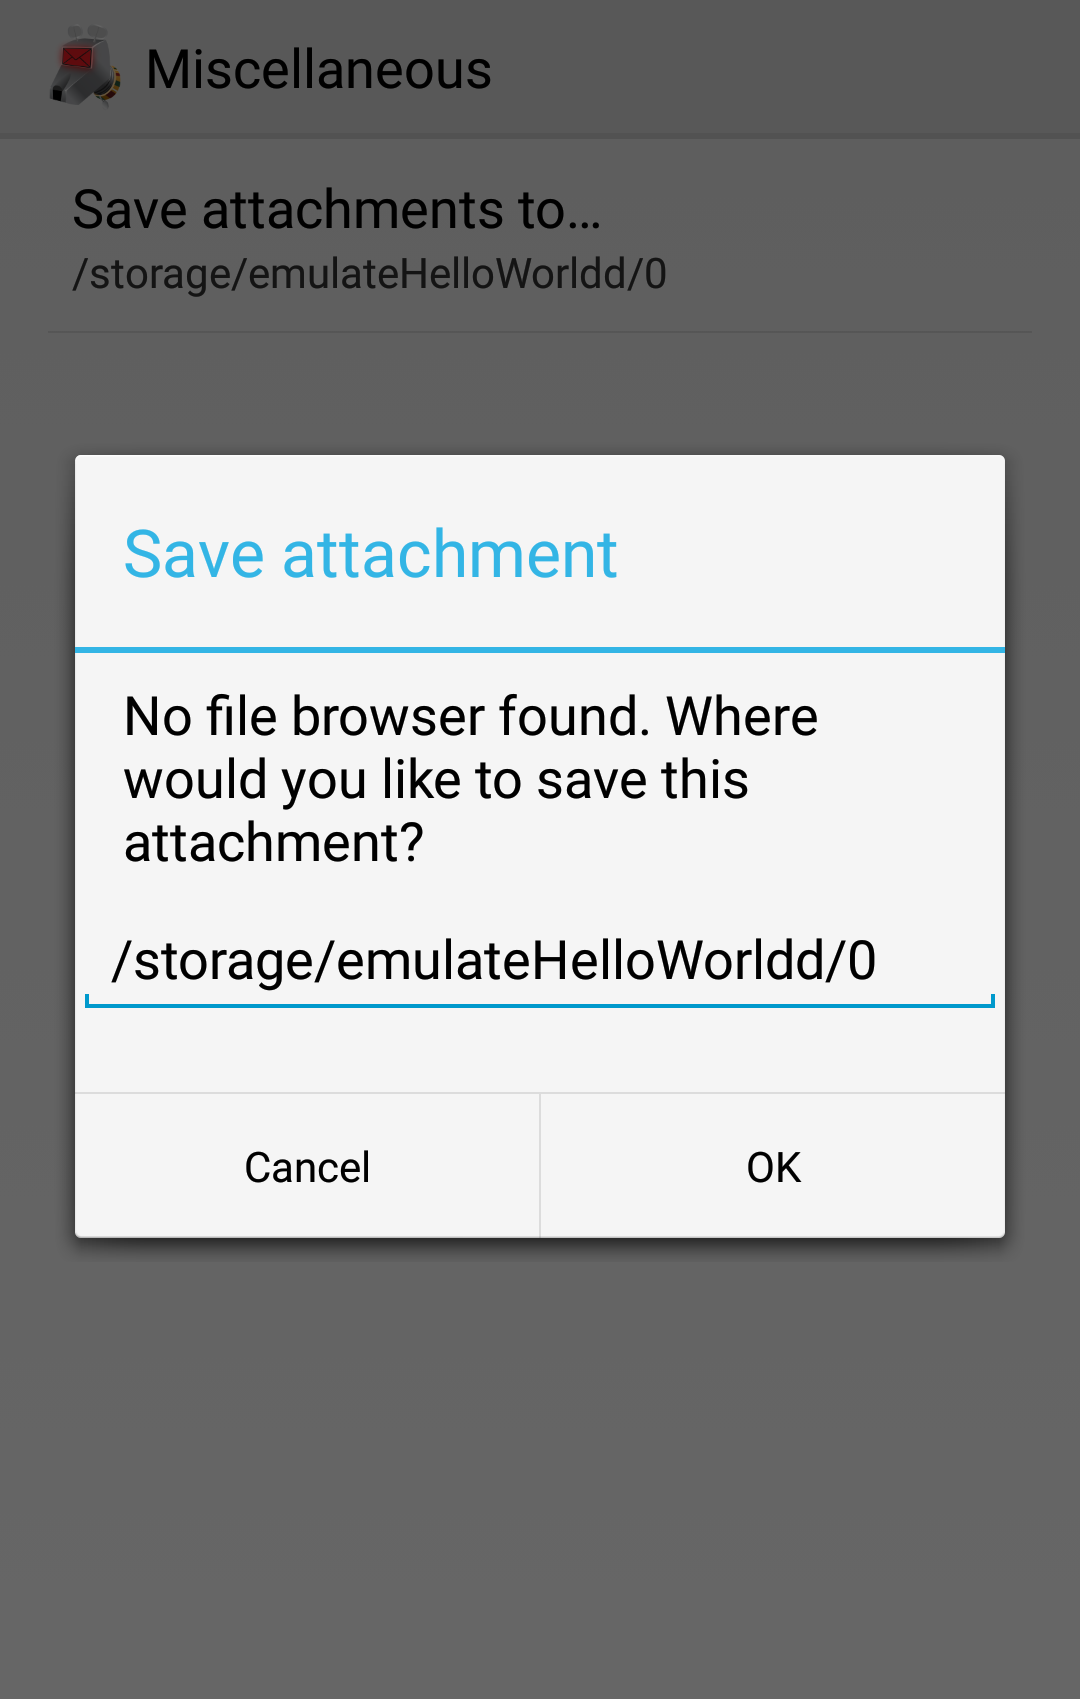 Miscellaneous
Save attachments to…
/storage/emulateHelloWorldd/0
Save attachment
No file browser found. Where
would you like to save this
attachment?
/storage/emulateHelloWorldd/0
Cancel
OK